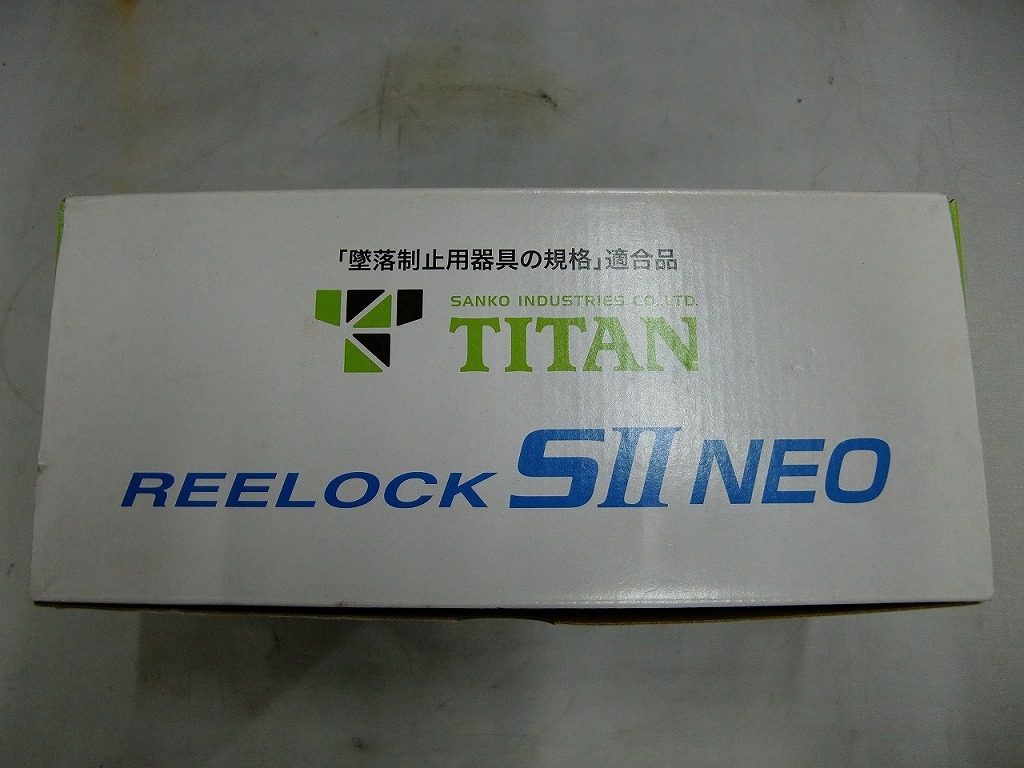 「墜落制止用器具の規格」適合品
SANKO INDUSTRIES CO.,LTD.
TITAN
REELOCK SII NEO